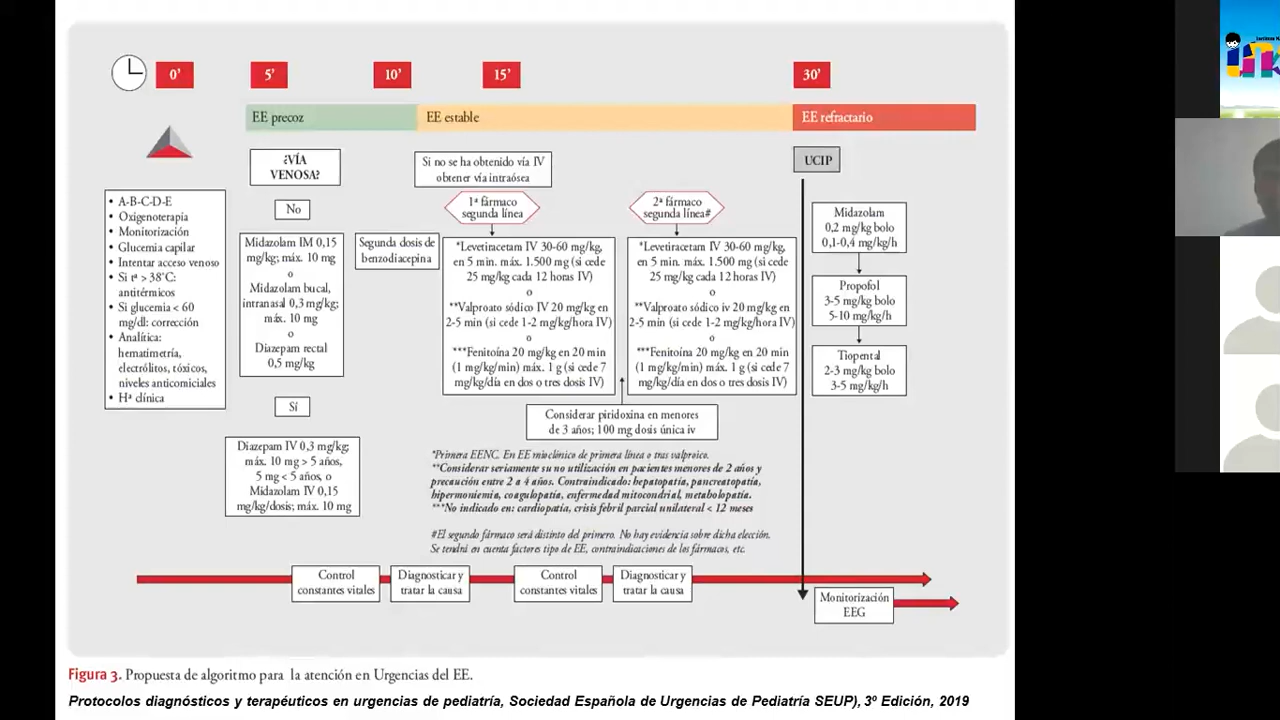 0'
5'
10'
15'
30'
EE precoz
EE estable
EE refractario
A-B-C-D-E
Oxigenoterapia
Monitorización
Glucemia capilar
Intentar acceso venoso
Si tª > 38°C:
antitérmicos
Si glucemia < 60
mg/dl: corrección
Analítica:
hematimetría,
electrólitos, tóxicos,
niveles anticomiciales
Hª clínica
¿VÍA
VENOSA?
No
Midazolam IM 0,15
mg/kg; máx. 10 mg
o
Midazolam bucal,
intranasal 0,3 mg/kg;
máx. 10 mg
o
Diazepam rectal
0,5 mg/kg
Sí
Diazepam IV 0,3 mg/kg;
máx. 10 mg > 5 años,
5 mg < 5 años, o
Midazolam IV 0,15
mg/kg/dosis; máx. 10 mg
Segunda dosis de
benzodiacepina
Si no se ha obtenido vía IV
obtener vía intraósea
1ª fármaco
segunda línea
*Levetiracetam IV 30-60 mg/kg,
en 5 min. máx. 1.500 mg (si cede
25 mg/kg cada 12 horas IV)
o
**Valproato sódico IV 20 mg/kg en
2-5 min (si cede 1-2 mg/kg/hora IV)
o
***Fenitoína 20 mg/kg en 20 min
(1 mg/kg/min) máx. 1 g (si cede 7
mg/kg/día en dos o tres dosis IV)
2ª fármaco
segunda línea#
*Levetiracetam IV 30-60 mg/kg,
en 5 min. máx. 1.500 mg (si cede
25 mg/kg cada 12 horas IV)
o
**Valproato sódico iv 20 mg/kg en
2-5 min (si cede 1-2 mg/kg/hora IV)
o
***Fenitoína 20 mg/kg en 20 min
(1 mg/kg/min) máx. 1 g (si cede 7
mg/kg/día en dos o tres dosis IV)
Considerar piridoxina en menores
de 3 años; 100 mg dosis única iv
UCIP
Midazolam
0,2 mg/kg bolo
0,1-0,4 mg/kg/h
Propofol
3-5 mg/kg bolo
5-10 mg/kg/h
Tiopental
2-3 mg/kg bolo
3-5 mg/kg/h
*Primera EENC. En EE mioclónico de primera línea o tras valproico.
**Considerar seriamente su no utilización en pacientes menores de 2 años y
precaución entre 2 a 4 años. Contraindicado: hepatopatía, pancreatopatía,
hipermoniemia, coagulopatía, enfermedad mitocondrial, metabolopatía.
***No indicado en: cardiopatía, crisis febril parcial unilateral < 12 meses
#El segundo fármaco será distinto del primero. No hay evidencia sobre dicha elección.
Se tendrá en cuenta factores tipo de EE, contraindicaciones de los fármacos, etc.
Control
constantes vitales
Diagnosticar y
tratar la causa
Control
constantes vitales
Diagnosticar y
tratar la causa
Monitorización
EEG
Figura 3. Propuesta de algoritmo para la atención en Urgencias del EE.
Protocolos diagnósticos y terapéuticos en urgencias de pediatría, Sociedad Española de Urgencias de Pediatría SEUP), 3º Edición, 2019